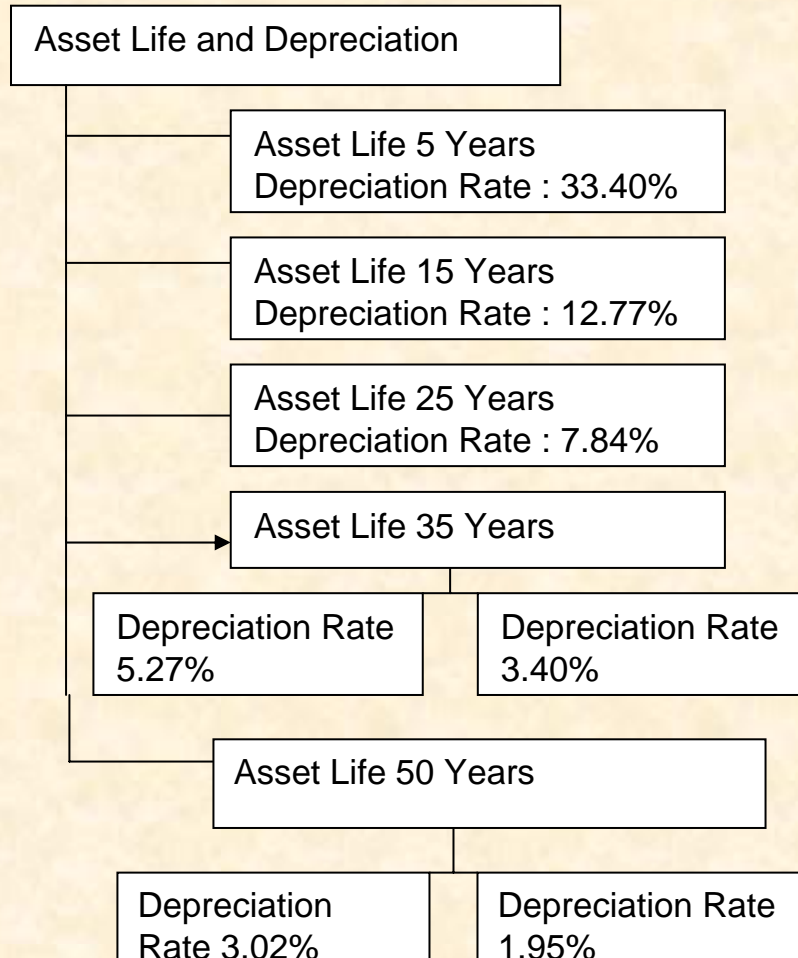 Asset Life and Depreciation
Asset Life 5 Years
Depreciation Rate : 33.40%
Asset Life 15 Years
Depreciation Rate : 12.77%
Asset Life 25 Years
Depreciation Rate : 7.84%
Asset Life 35 Years
Depreciation Rate
5.27%
Depreciation Rate
3.40%
Asset Life 50 Years
Depreciation
Rate 3.02%
Depreciation Rate
1.95%